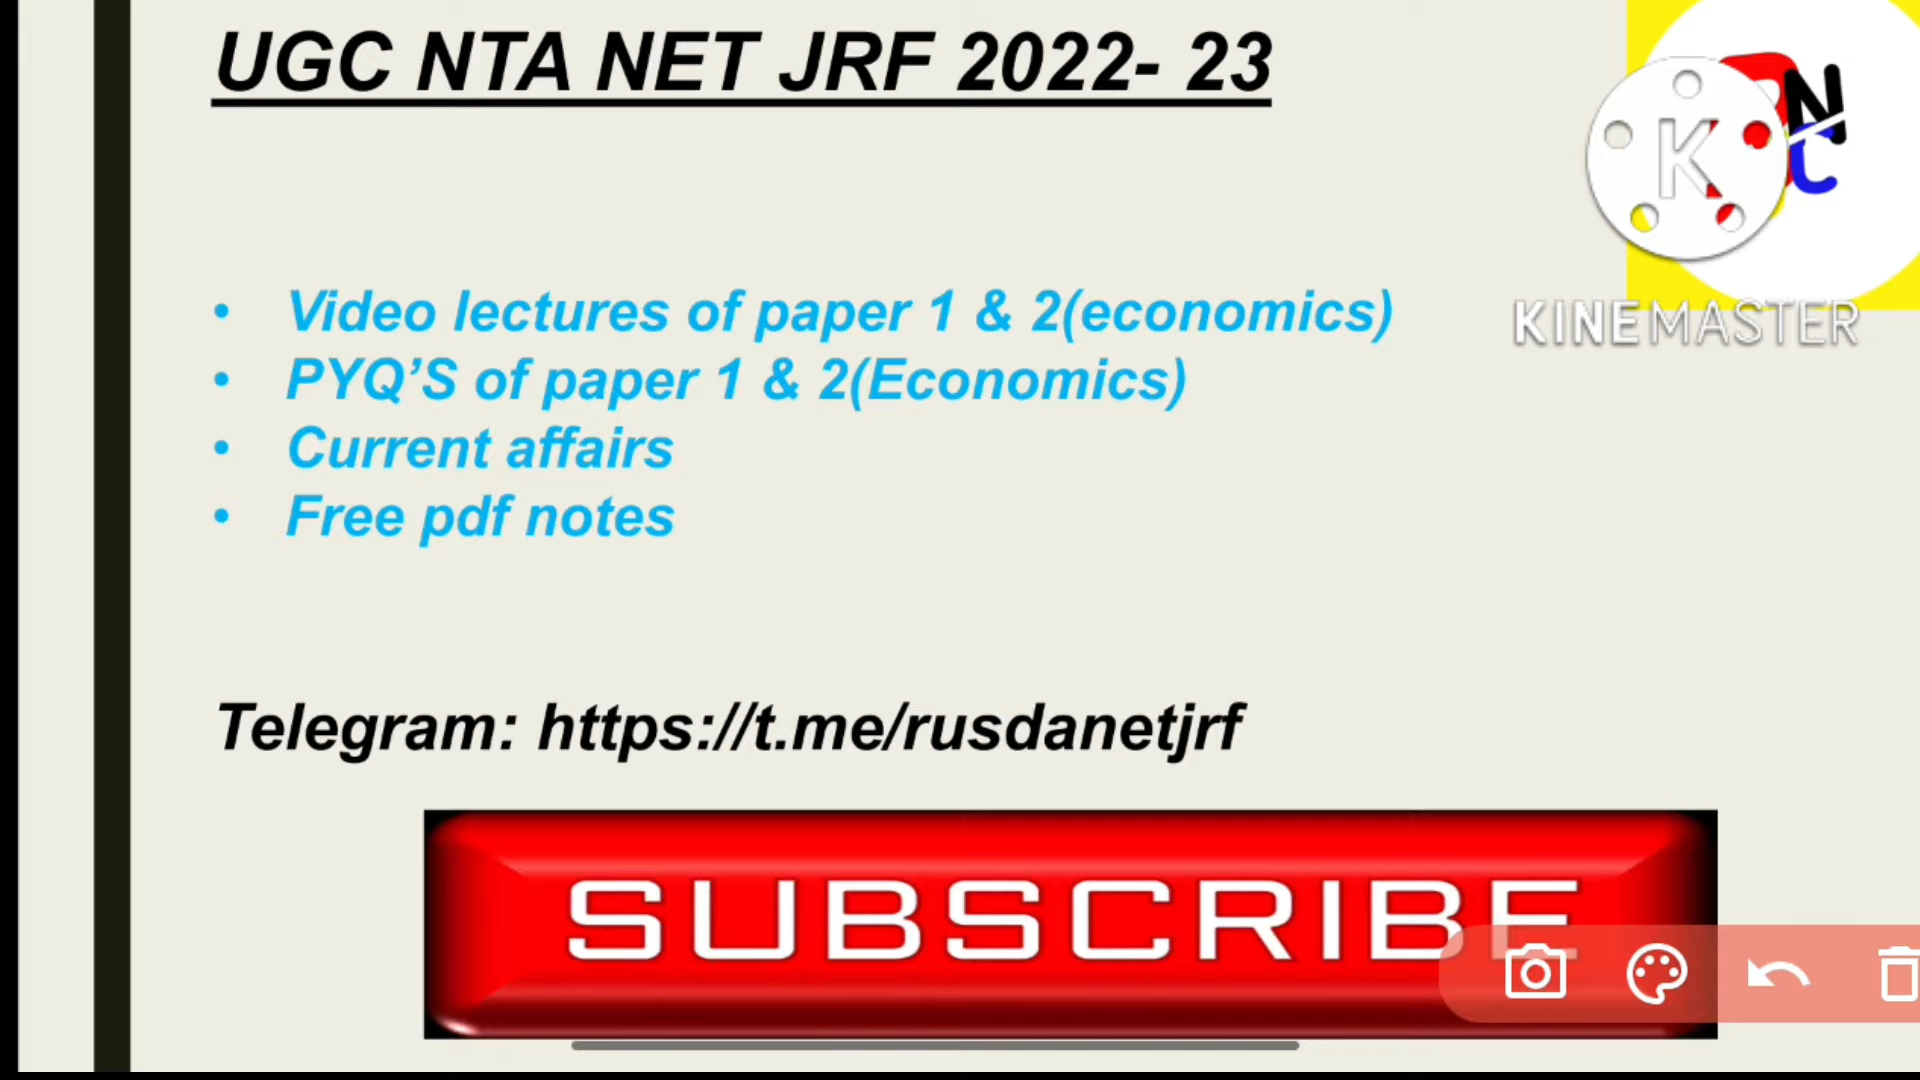 UGC NTA NET JRF 2022- 23
N
C
K
KINEMASTER
• Video lectures of paper 1 & 2(economics)
• PYQ’S of paper 1 & 2(Economics)
• Current affairs
• Free pdf notes
Telegram: https://t.me/rusdanetjrf
SUBSCRIBE